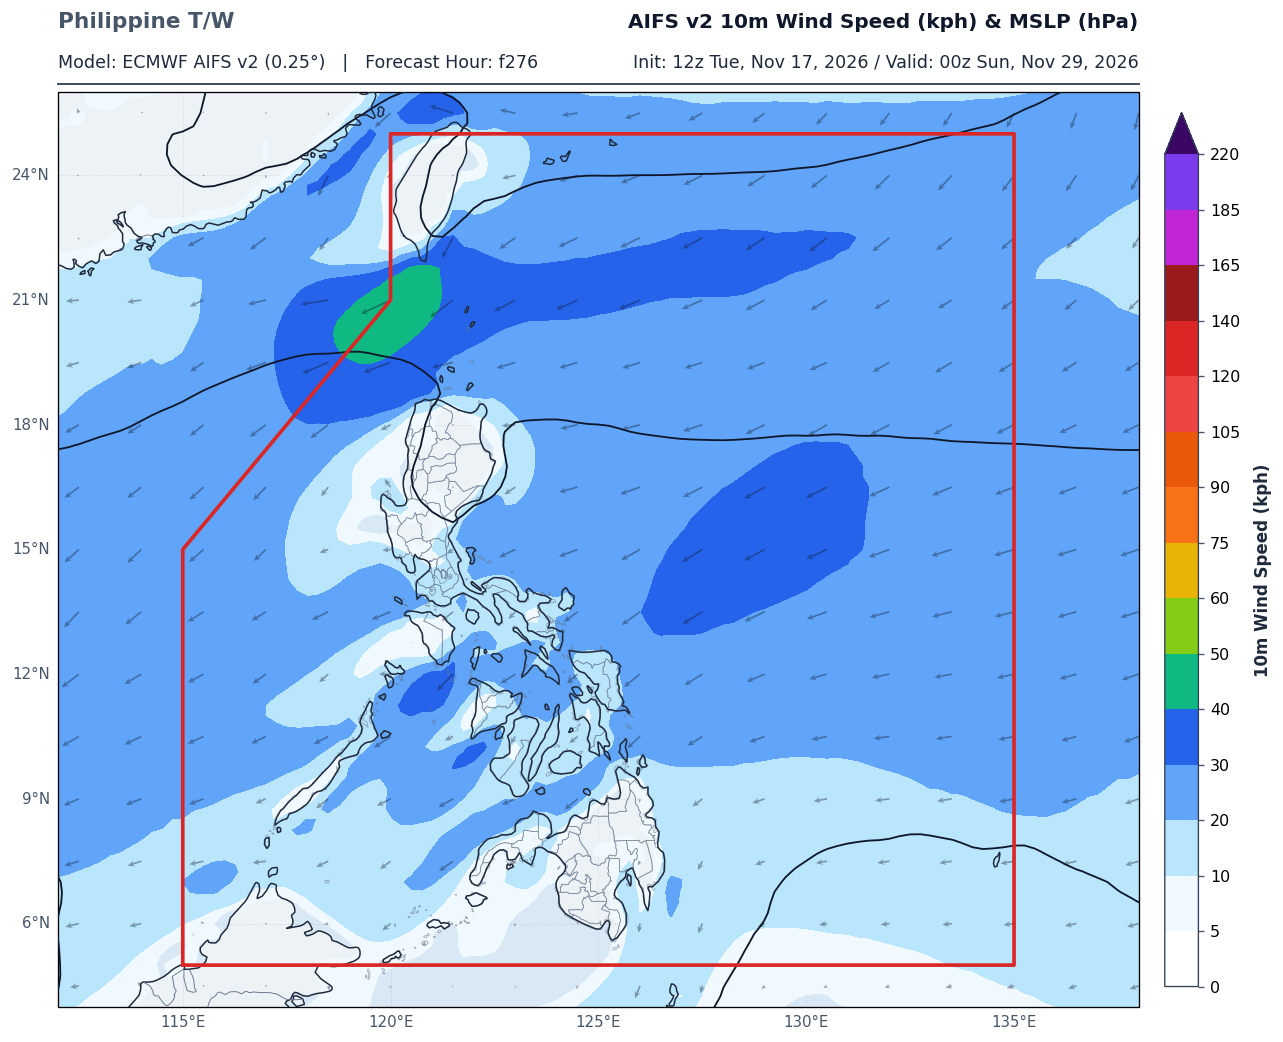 Philippine T/W
AIFS v2 10m Wind Speed (kph) & MSLP (hPa)
Model: ECMWF AIFS v2 (0.25°) | Forecast Hour: f276
Init: 12z Tue, Nov 17, 2026 / Valid: 00z Sun, Nov 29, 2026
24°N
21°N
18°N
15°N
12°N
9°N
6°N
115°E
120°E
125°E
130°E
135°E
220
185
165
140
120
105
90
75
60
50
40
30
20
10
5
0
10m Wind Speed (kph)